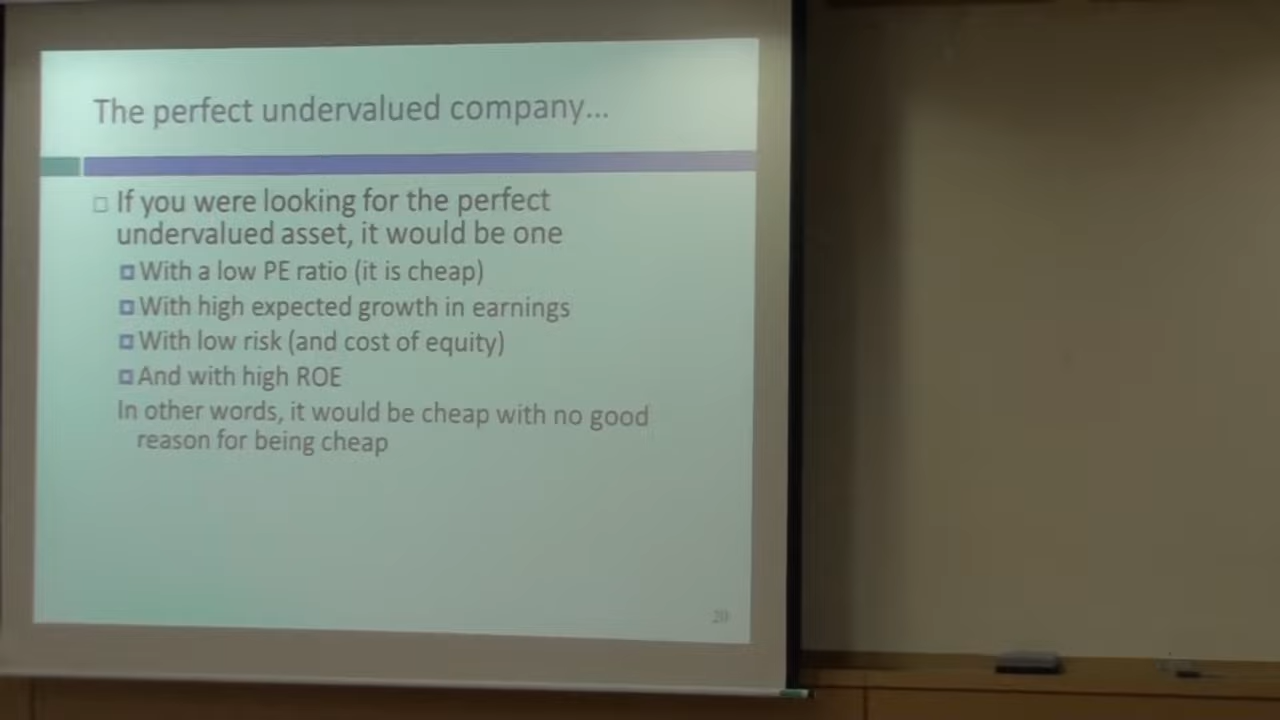 The perfect undervalued company...
If you were looking for the perfect
undervalued asset, it would be one
With a low PE ratio (it is cheap)
With high expected growth in earnings
With low risk (and cost of equity)
And with high ROE
In other words, it would be cheap with no good
reason for being cheap
20